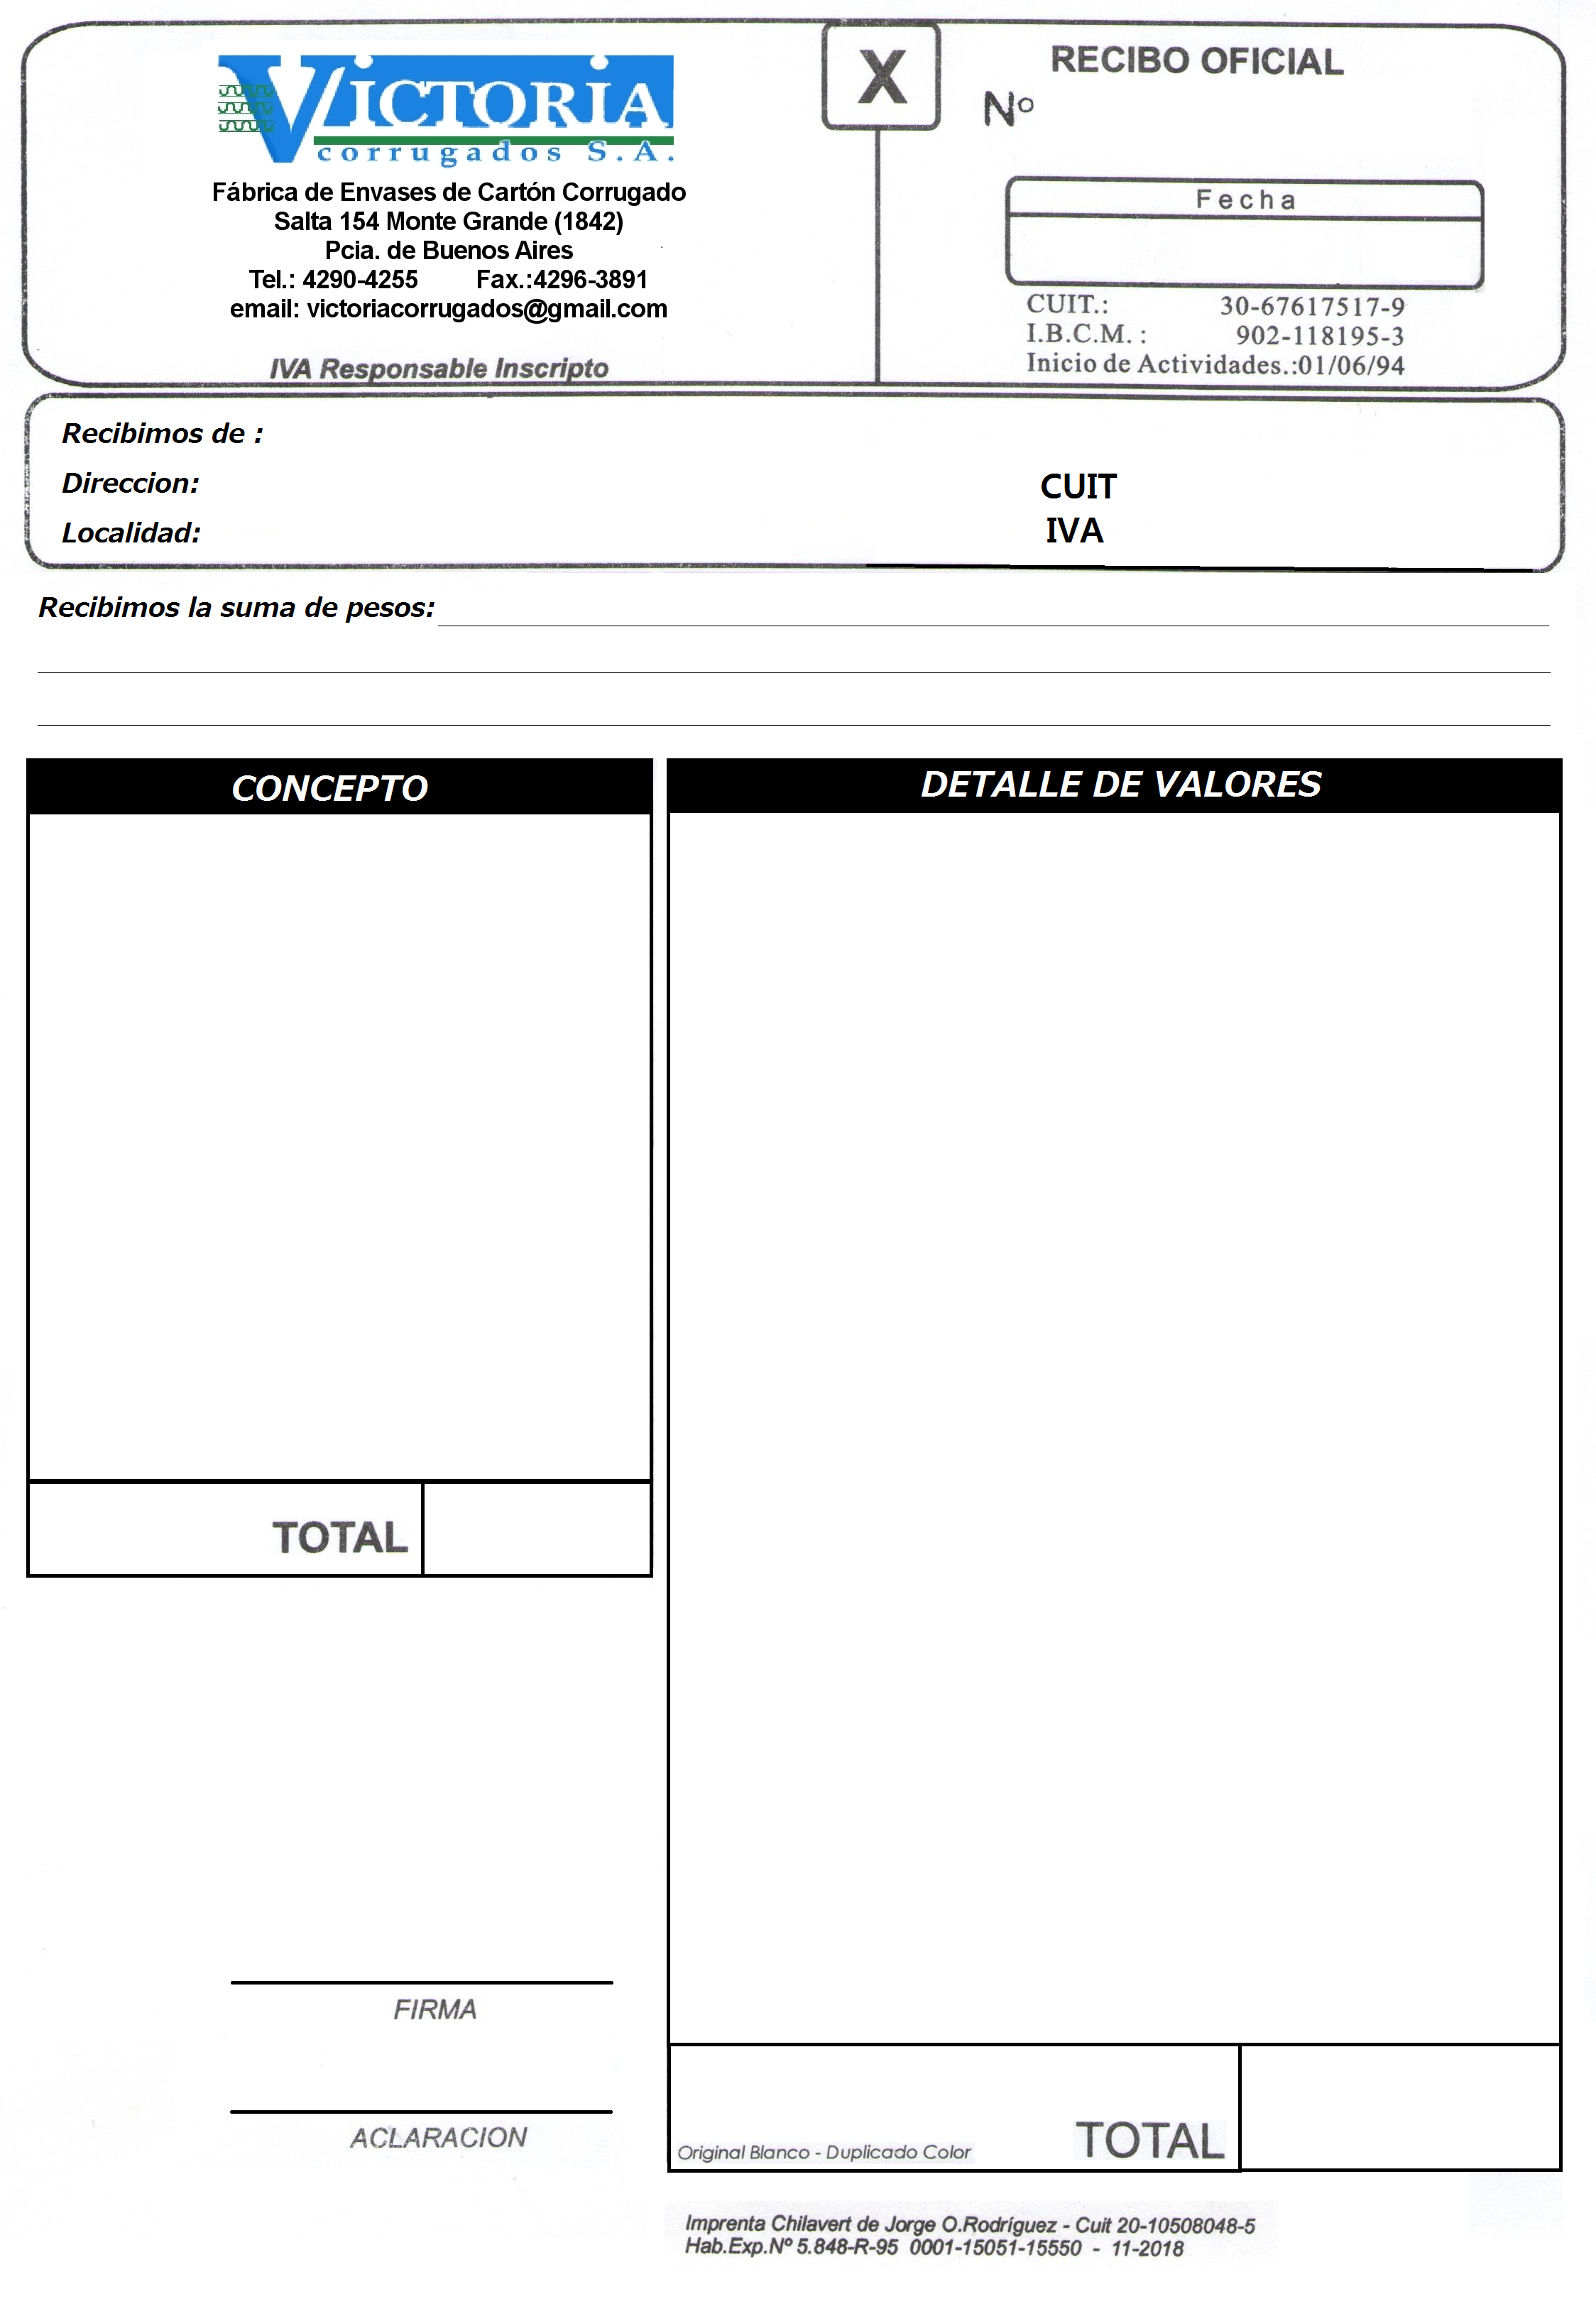 VICTORIA
corrugados S.A.
Fábrica de Envases de Cartón Corrugado
Salta 154 Monte Grande (1842)
Pcia. de Buenos Aires
Tel.: 4290-4255 Fax.:4296-3891
email: victoriacorrugados@gmail.com
IVA Responsable Inscripto
X
RECIBO OFICIAL
Nº
Fecha
CUIT.: 30-67617517-9
I.B.C.M. : 902-118195-3
Inicio de Actividades.:01/06/94
Recibimos de :
Direccion:
CUIT
Localidad:
IVA
Recibimos la suma de pesos:
CONCEPTO
DETALLE DE VALORES
TOTAL
FIRMA
ACLARACION
Original Blanco - Duplicado Color
TOTAL
Imprenta Chilavert de Jorge O.Rodríguez - Cuit 20-10508048-5
Hab.Exp.Nº 5.848-R-95 0001-15051-15550 - 11-2018